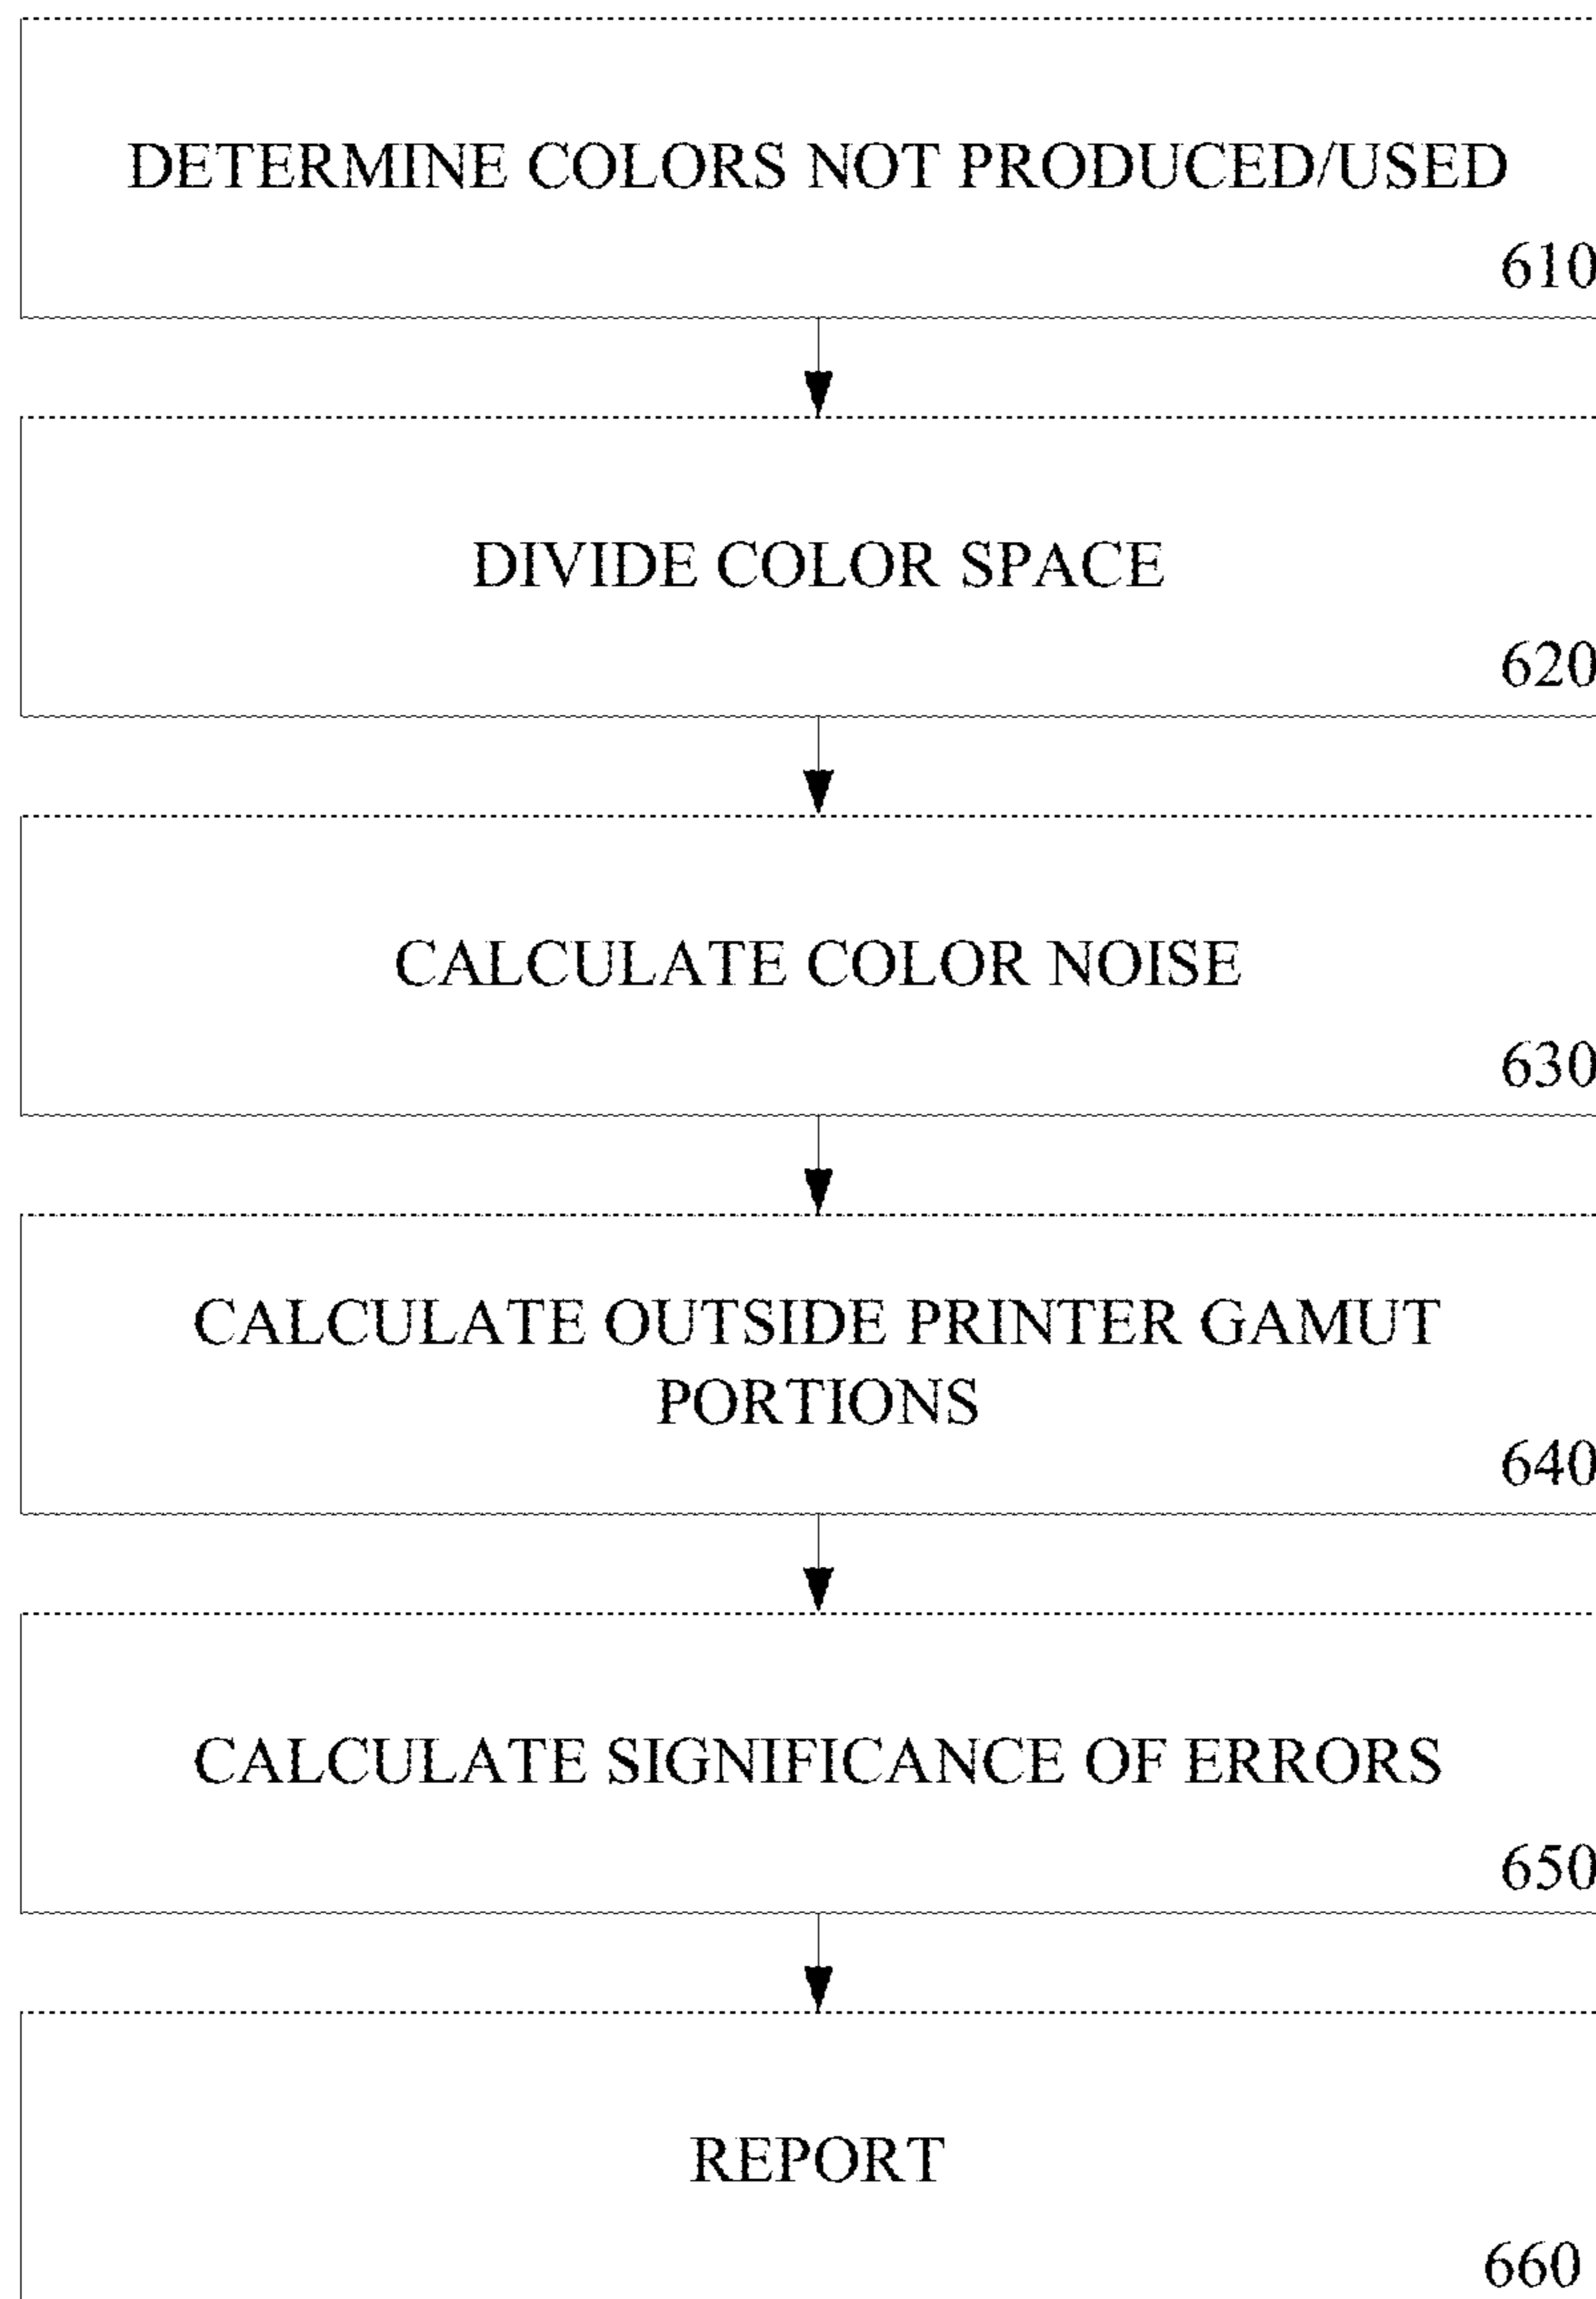 DETERMINE COLORS NOT PRODUCED/USED
610
DIVIDE COLOR SPACE
620
CALCULATE COLOR NOISE
630
CALCULATE OUTSIDE PRINTER GAMUT
PORTIONS
640
CALCULATE SIGNIFICANCE OF ERRORS
650
REPORT
660